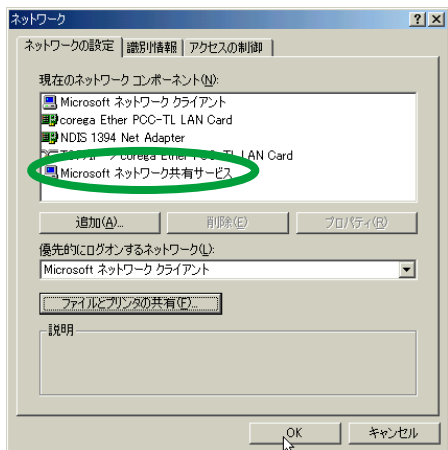 ネットワーク
ネットワークの設定 識別情報 アクセスの制御
現在のネットワーク コンポーネント(N):
Microsoft ネットワーク クライアント
corega Ether PCC-TL LAN Card
NDIS 1394 Net Adapter
corega Ether PCC-TL LAN Card
Microsoft ネットワーク共有サービス
追加(A)... 削除(E) プロパティ(R)
優先的にログオンするネットワーク(L):
Microsoft ネットワーク クライアント
ファイルとプリンタの共有(F)...
説明
OK キャンセル